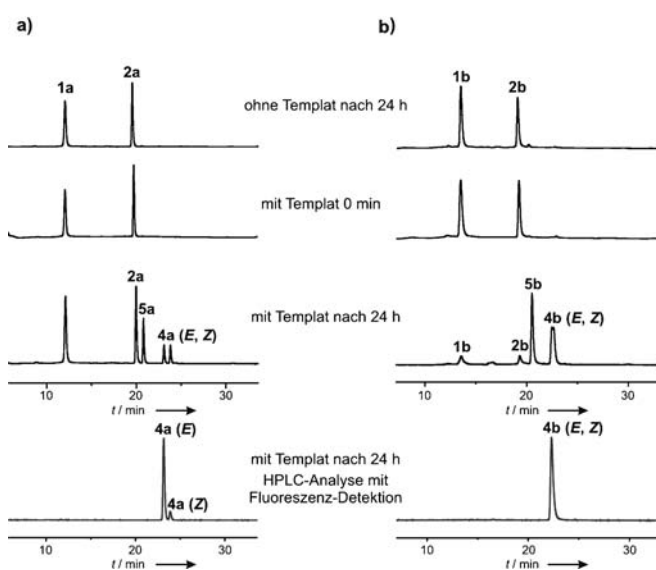 a)
b)
1a
2a
1b
2b
ohne Templat nach 24 h
mit Templat 0 min
2a
5a
4a (E, Z)
mit Templat nach 24 h
1b
2b
5b
4b (E, Z)
10 20 30
t / min
10 20 30
t / min
4a (E)
4a (Z)
mit Templat nach 24 h
HPLC-Analyse mit
Fluoreszenz-Detektion
4b (E, Z)
10 20 30
t / min
10 20 30
t / min